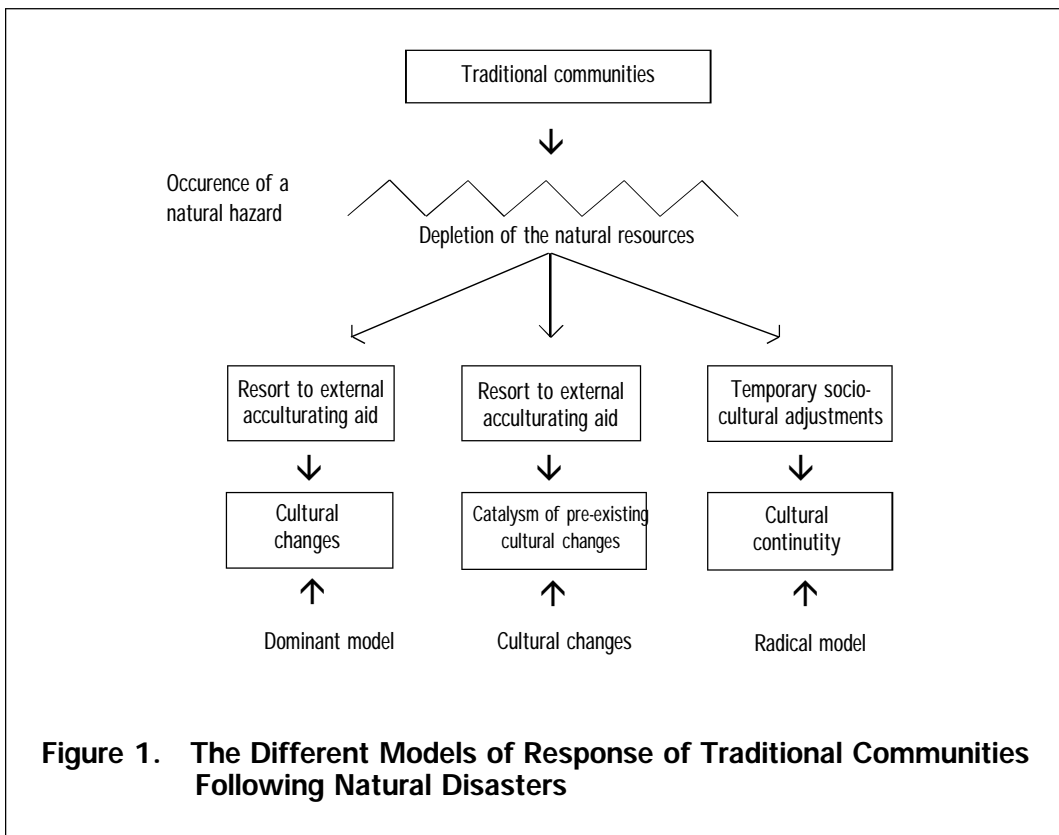 Traditional communities
Occurence of a
natural hazard
Depletion of the natural resources
Resort to external
acculturating aid
Resort to external
acculturating aid
Temporary socio-
cultural adjustments
Cultural
changes
Catalysm of pre-existing
cultural changes
Cultural
continutity
Dominant model
Cultural changes
Radical model
Figure 1. The Different Models of Response of Traditional Communities
Following Natural Disasters